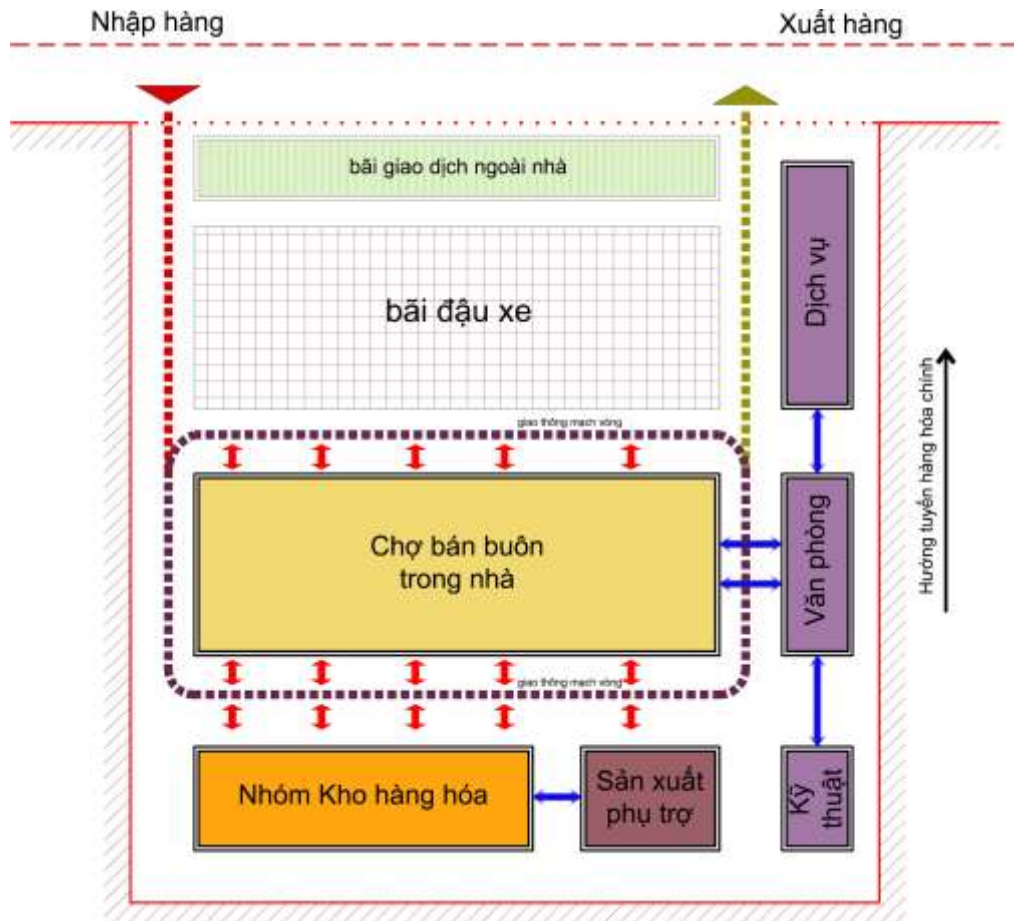 Nhập hàng
Xuất hàng
bãi giao dịch ngoài nhà
bãi đậu xe
Dịch vụ
giao thông mạch vòng
Hướng tuyến hàng hóa chính
Chợ bán buôn
trong nhà
Văn phòng
giao thông mạch vòng
Nhóm Kho hàng hóa
Sản xuất
phụ trợ
Kỹ
thuật